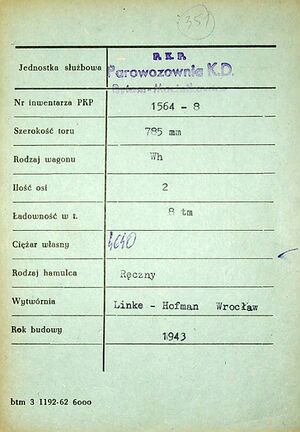 351
P. K. P.
Jednostka służbowa Parowozownia K.D.
Nr inwentarza PKP 1564 - 8
Szerokość toru 785 mm
Rodzaj wagonu Wh
Ilość osi 2
Ładowność w t. 8 tm
Ciężar własny
Rodzaj hamulca Ręczny
Wytwórnia Linke - Hofman Wrocław
Rok budowy 1943
btm 3 1192-62 6000